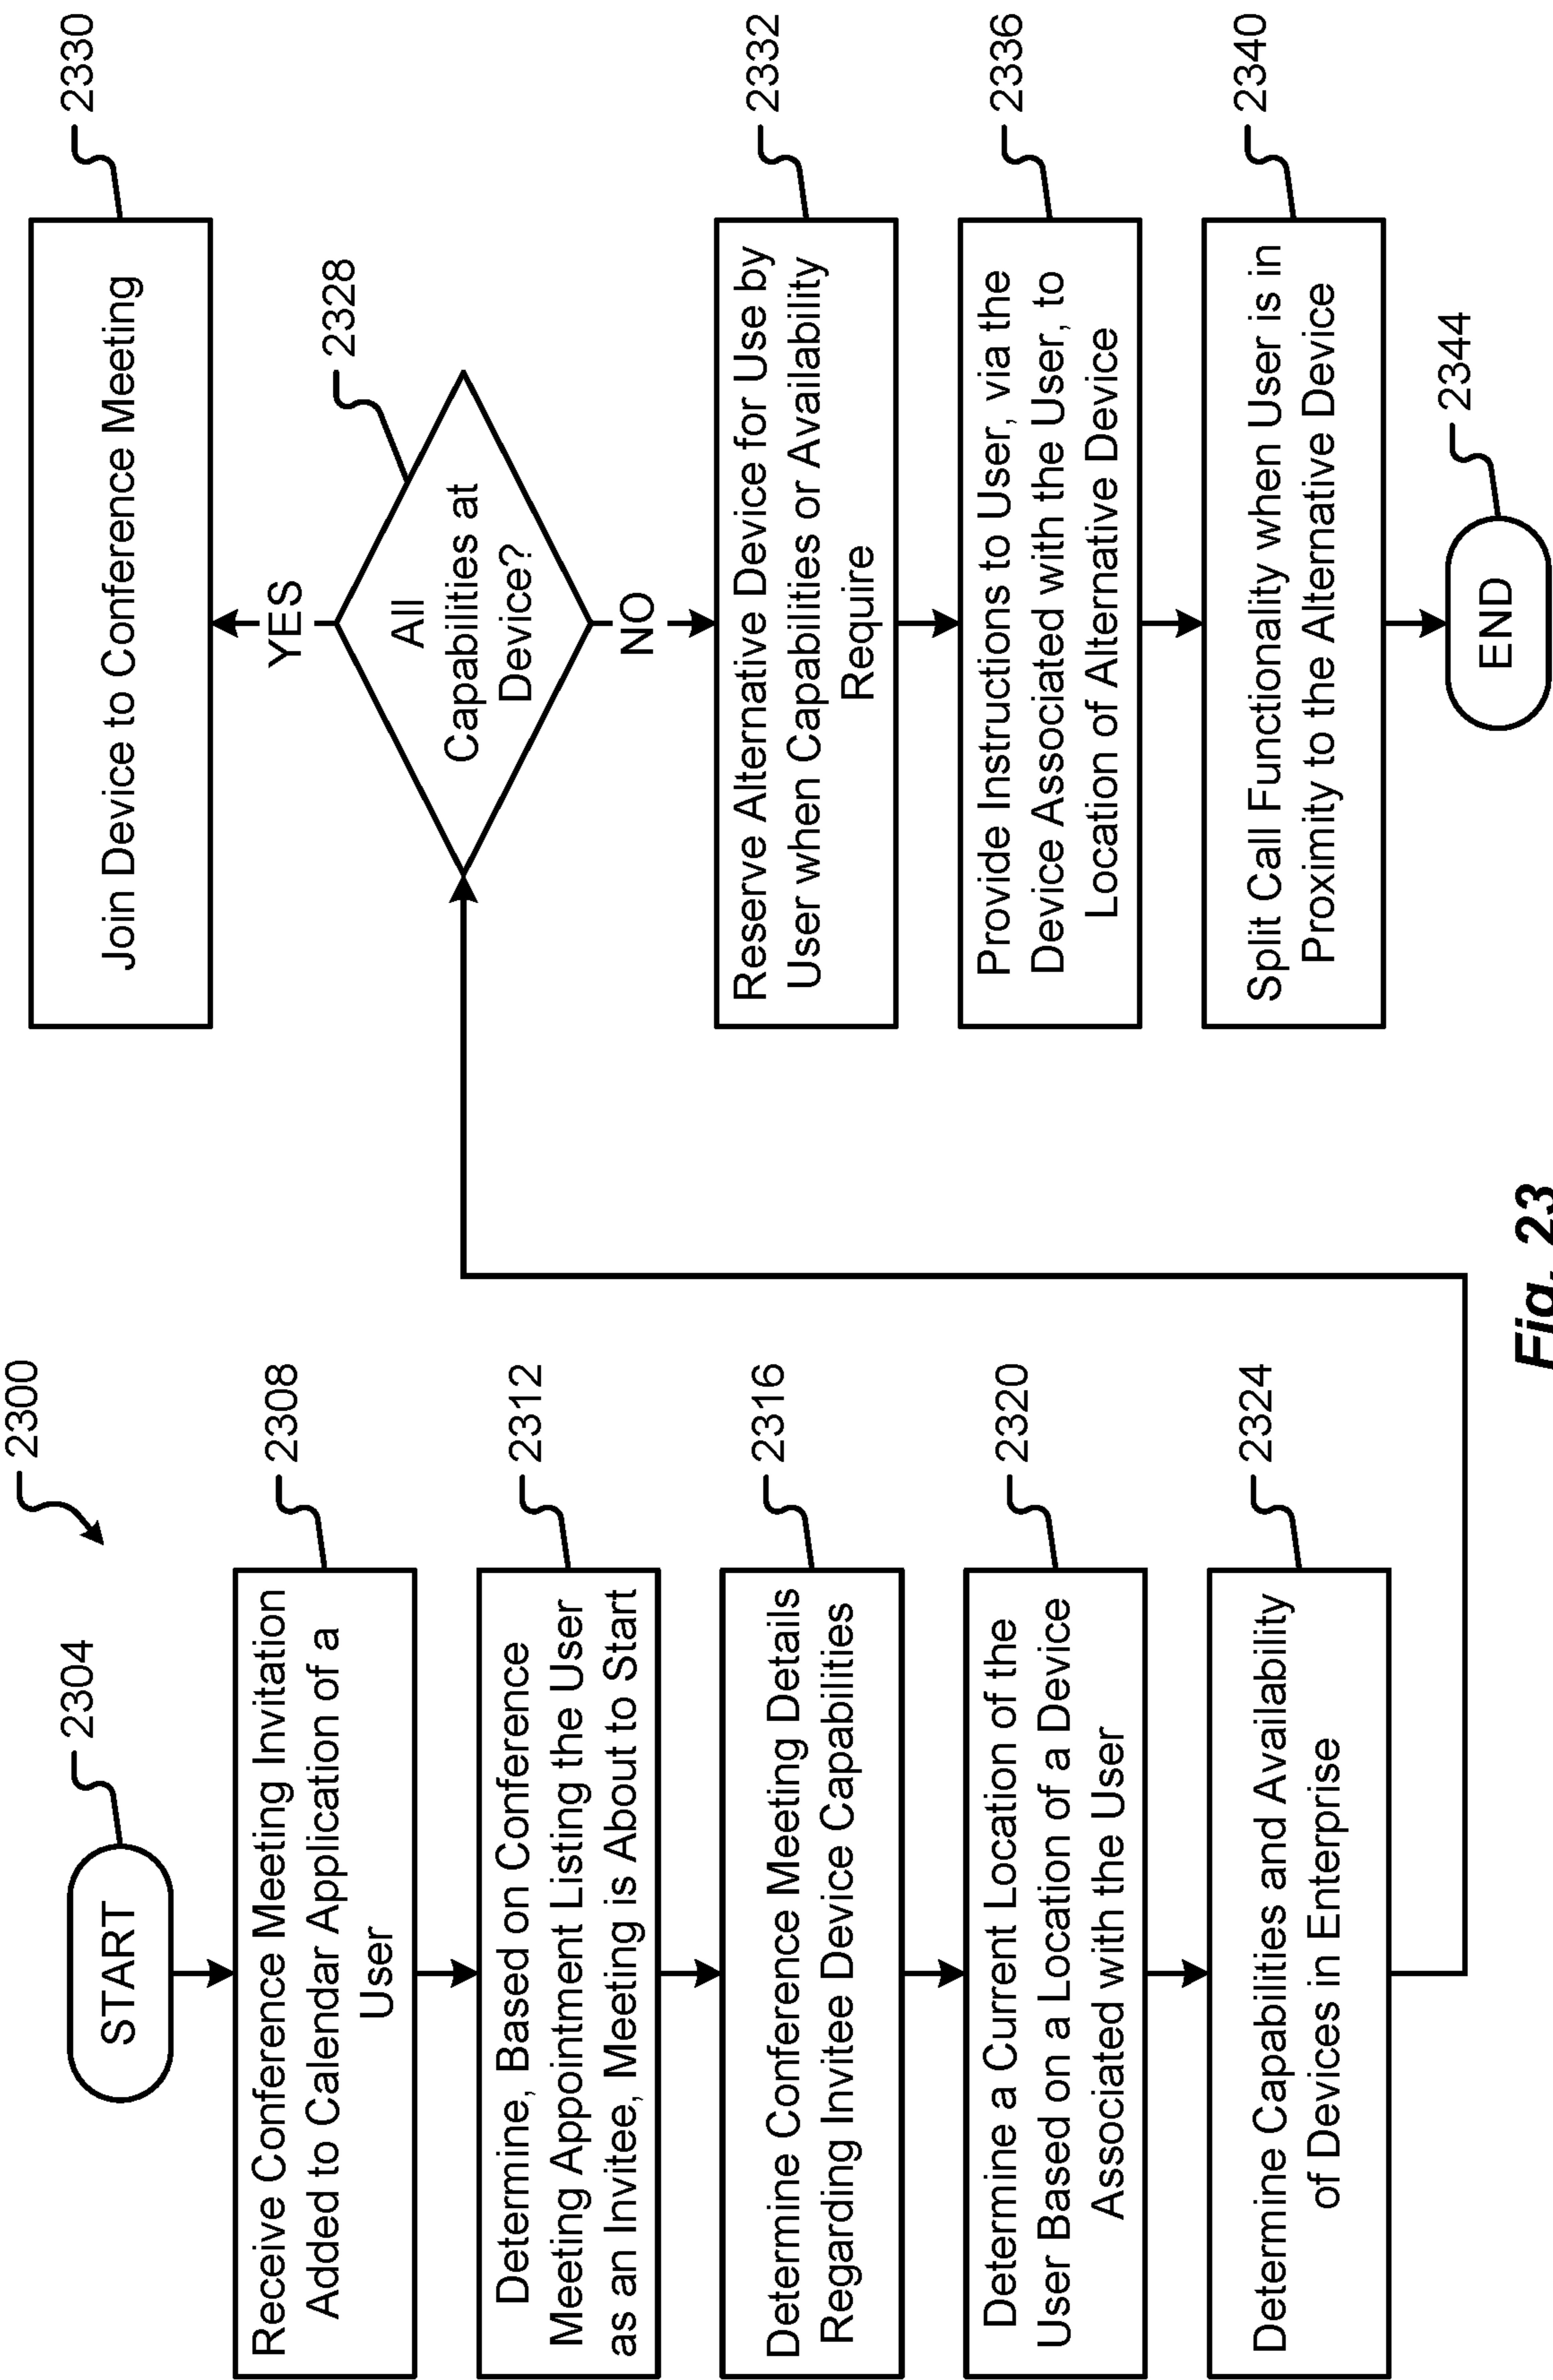 2300
START
2304
Receive Conference Meeting Invitation
Added to Calendar Application of a
User
2308
Determine, Based on Conference
Meeting Appointment Listing the User
as an Invitee, Meeting is About to Start
2312
Determine Conference Meeting Details
Regarding Invitee Device Capabilities
2316
Determine a Current Location of the
User Based on a Location of a Device
Associated with the User
2320
Determine Capabilities and Availability
of Devices in Enterprise
2324
Join Device to Conference Meeting
2330
YES
All
Capabilities at
Device?
2328
NO
Reserve Alternative Device for Use by
User when Capabilities or Availability
Require
2332
Provide Instructions to User, via the
Device Associated with the User, to
Location of Alternative Device
2336
Split Call Functionality when User is in
Proximity to the Alternative Device
2340
END
2344
Fig. 23